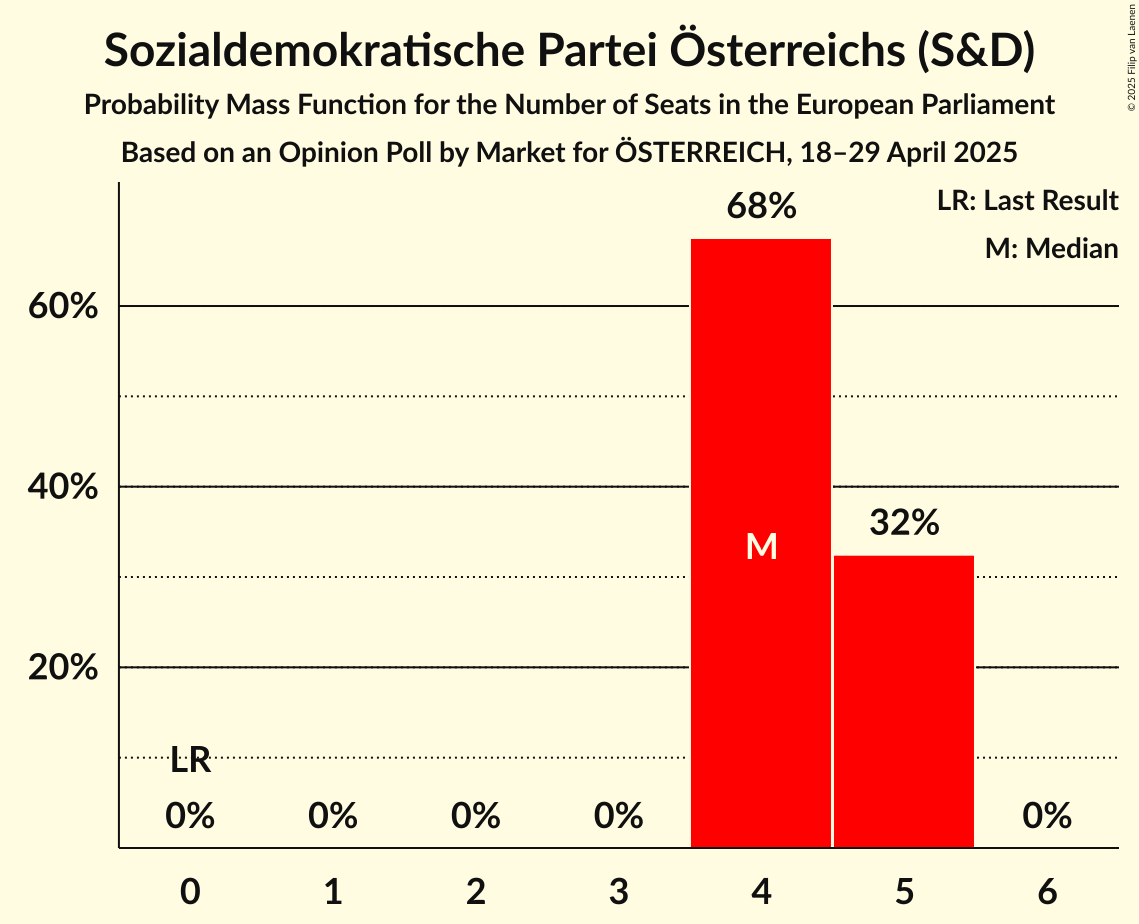 Sozialdemokratische Partei Österreichs (S&D)
Probability Mass Function for the Number of Seats in the European Parliament
Based on an Opinion Poll by Market for ÖSTERREICH, 18–29 April 2025
© 2025 Filip van Laenen
LR: Last Result
M: Median
68%
60%
40%
32%
M
20%
LR
0% 0% 0% 0% 0%
0 1 2 3 4 5 6